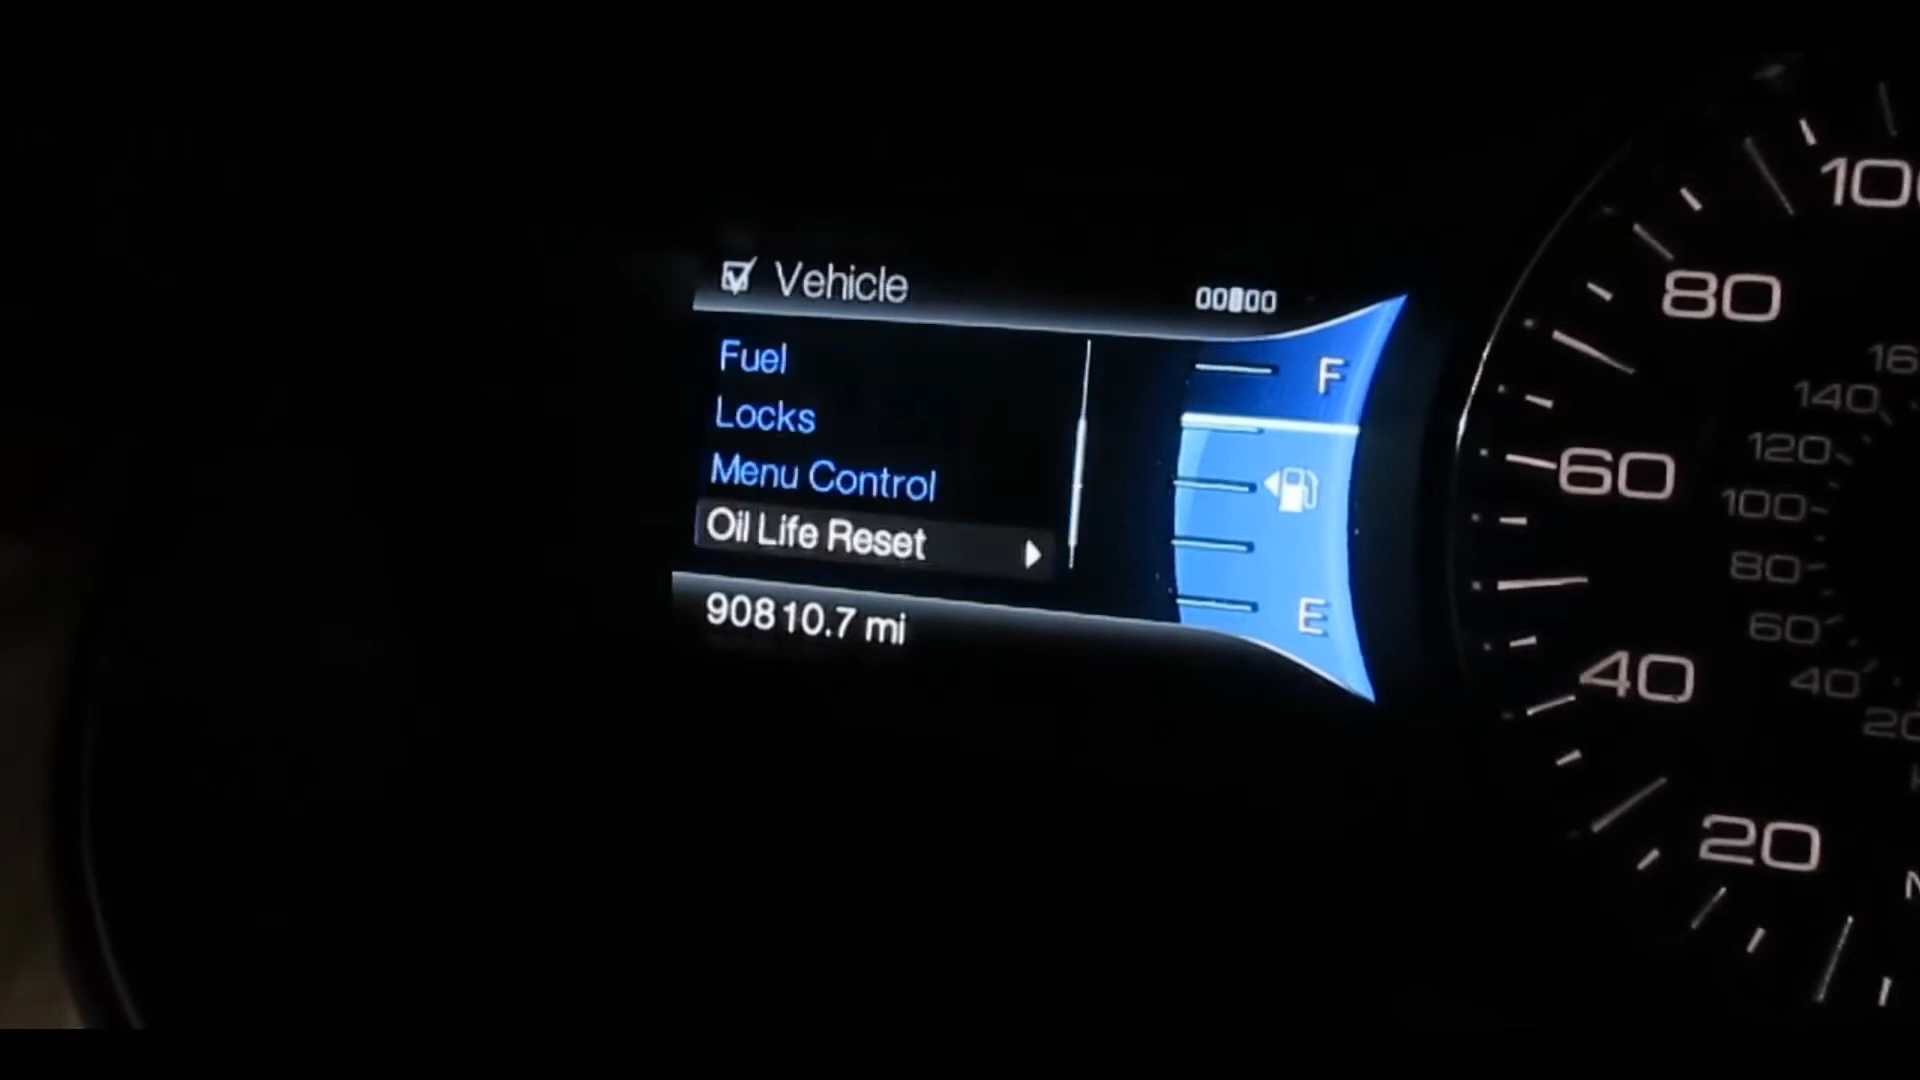 Vehicle
Fuel
Locks
Menu Control
Oil Life Reset
90810.7 mi
F
E
100
80
60
40
20
140
120
100
80
60
40